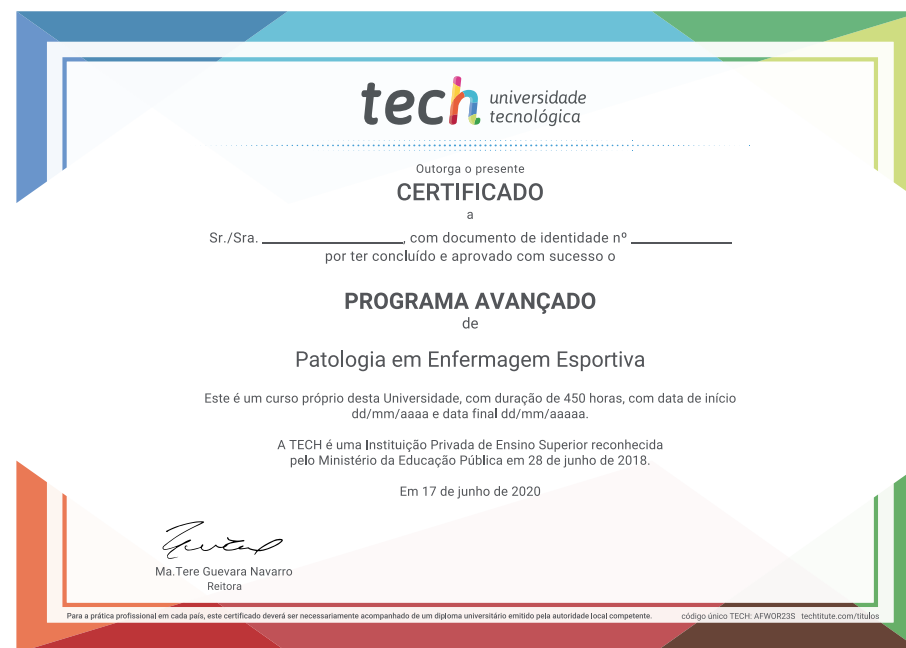 tech universidade
tecnológica
Outorga o presente
CERTIFICADO
a
Sr./Sra. ____________, com documento de identidade nº ____________
por ter concluído e aprovado com sucesso o
PROGRAMA AVANÇADO
de
Patologia em Enfermagem Esportiva
Este é um curso próprio desta Universidade, com duração de 450 horas, com data de início
dd/mm/aaaa e data final dd/mm/aaaaa.
A TECH é uma Instituição Privada de Ensino Superior reconhecida
pelo Ministério da Educação Pública em 28 de junho de 2018.
Em 17 de junho de 2020
Ma.Tere Guevara Navarro
Reitora
Para a prática profissional em cada país, este certificado deverá ser necessariamente acompanhado de um diploma universitário emitido pela autoridade local competente. código único TECH: AFWOR23S techtitute.com/titulos